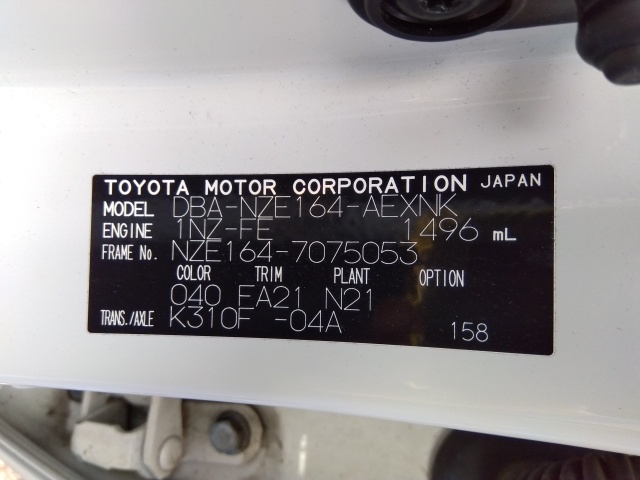 TOYOTA MOTOR CORPORATION JAPAN
MODEL DBA-NZE164-AEXNK
ENGINE 1NZ-FE 1496 mL
FRAME No. NZE164-7075053
COLOR TRIM PLANT OPTION
040 FA21 N21
TRANS./AXLE K310F -04A 158